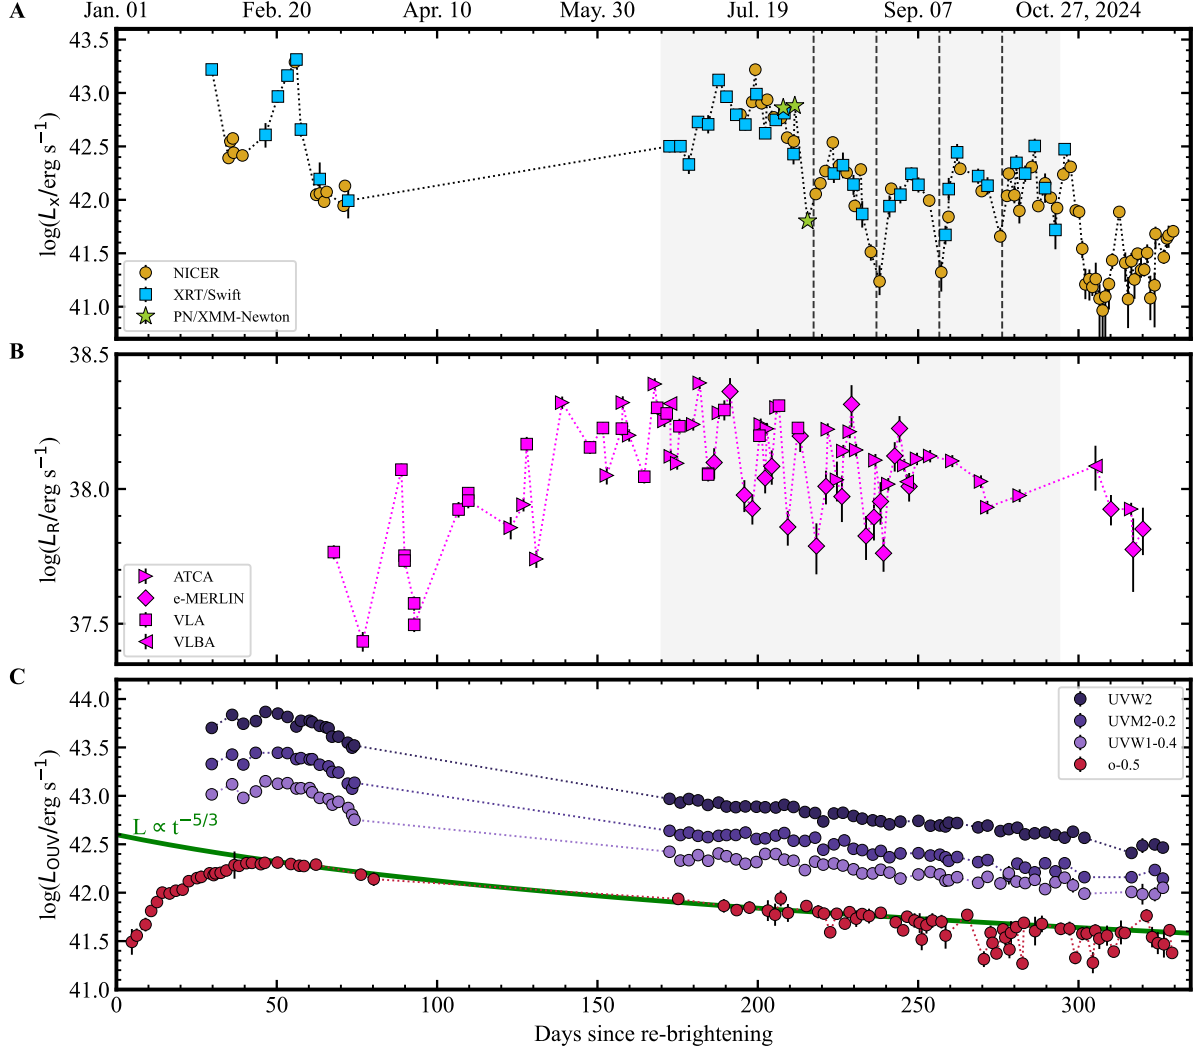 Jan. 01 Feb. 20 Apr. 10 May. 30 Jul. 19 Sep. 07 Oct. 27, 2024
A
43.5
43.0
42.5
42.0
41.5
41.0
log(Lx/erg s⁻¹)
NICER
XRT/Swift
PN/XMM-Newton
B
38.5
38.0
37.5
log(LR/erg s⁻¹)
ATCA
e-MERLIN
VLA
VLBA
C
44.0
43.5
43.0
42.5
42.0
41.5
41.0
log(LOUV/erg s⁻¹)
UVW2
UVM2-0.2
UVW1-0.4
o-0.5
L ∝ t⁻⁵/³
0 50 100 150 200 250 300
Days since re-brightening